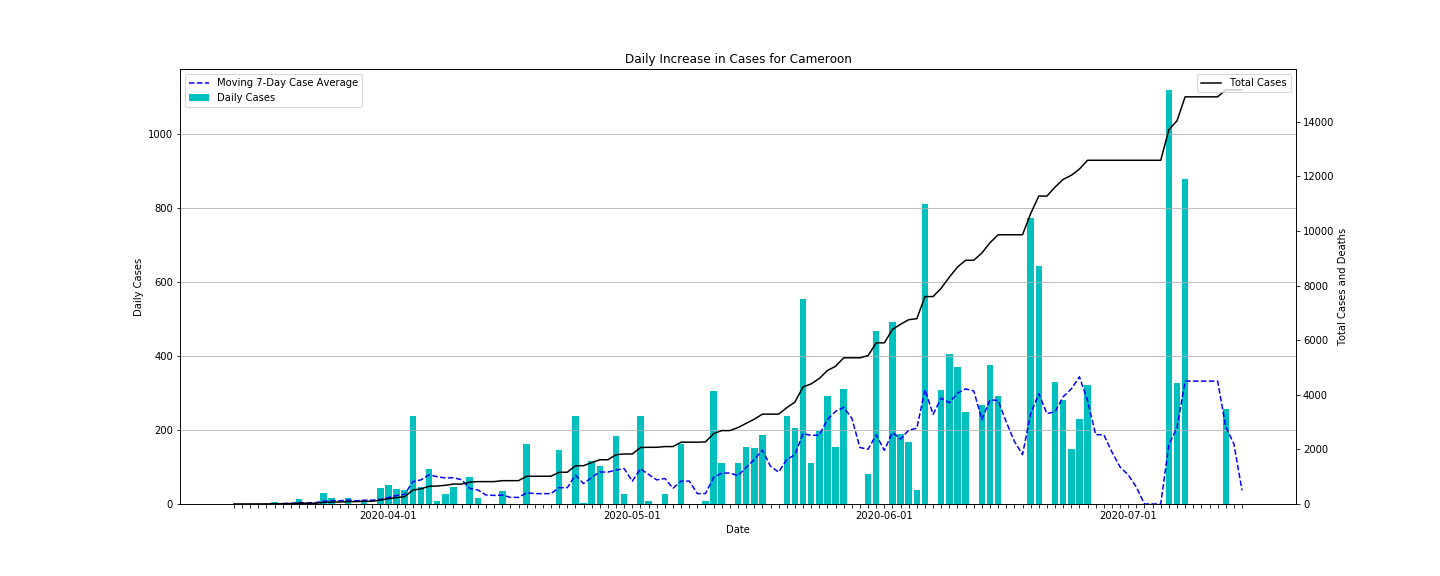 Daily Increase in Cases for Cameroon
Moving 7-Day Case Average
Daily Cases
Total Cases
1000
800
600
400
200
0
Daily Cases
14000
12000
10000
8000
6000
4000
2000
0
Total Cases and Deaths
2020-04-01
2020-05-01
2020-06-01
2020-07-01
Date